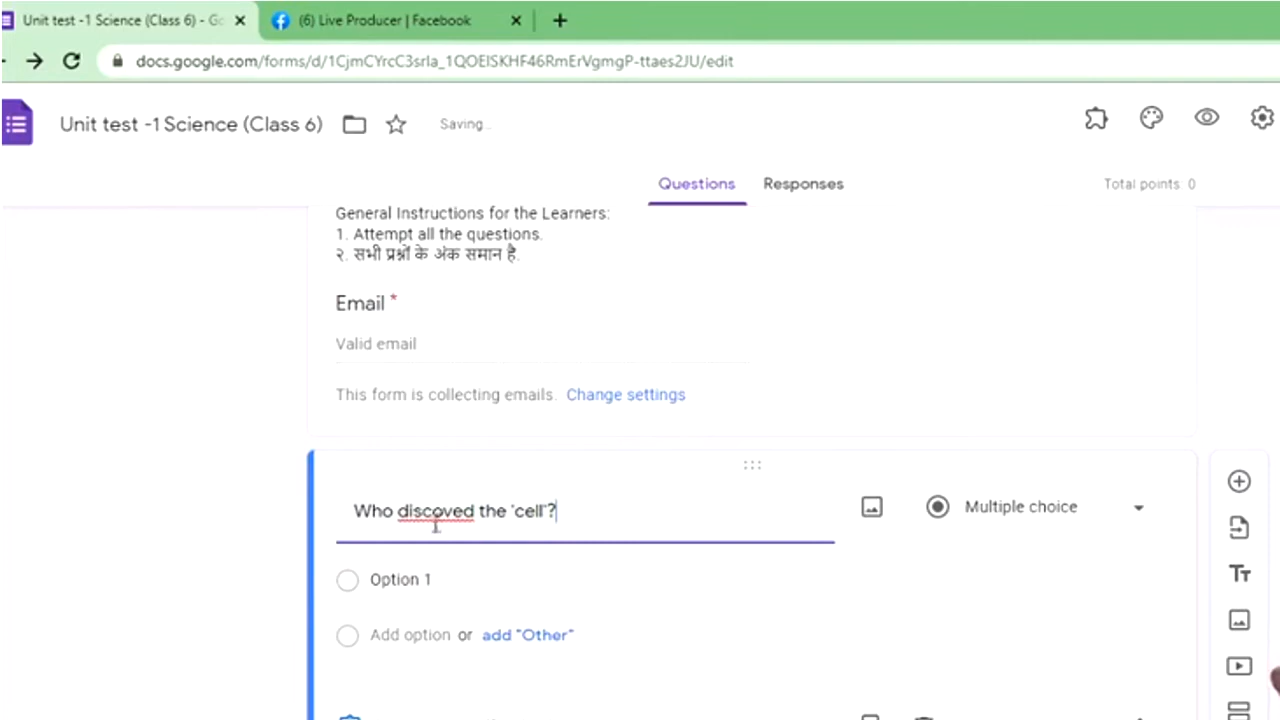 Unit test -1 Science (Class 6) - Go
(6) Live Producer | Facebook
docs.google.com/forms/d/1CjmCYrcC3srla_1QOEISKHF46RmErVgmgP-ttaes2JU/edit
Unit test -1 Science (Class 6)
Saving...
Questions
Responses
Total points 0
General Instructions for the Learners:
1. Attempt all the questions.
२. सभी प्रश्नों के अंक समान है.
Email *
Valid email
This form is collecting emails. Change settings
Who discoved the 'cell'?
Multiple choice
Option 1
Add option or add "Other"
Tт